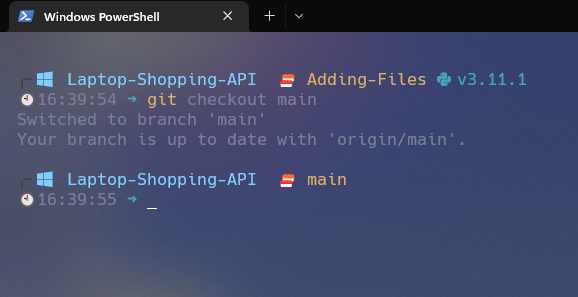 Windows PowerShell
Laptop-Shopping-API Adding-Files v3.11.1
16:39:54 ➜ git checkout main
Switched to branch 'main'
Your branch is up to date with 'origin/main'.
Laptop-Shopping-API main
16:39:55 ➜ _